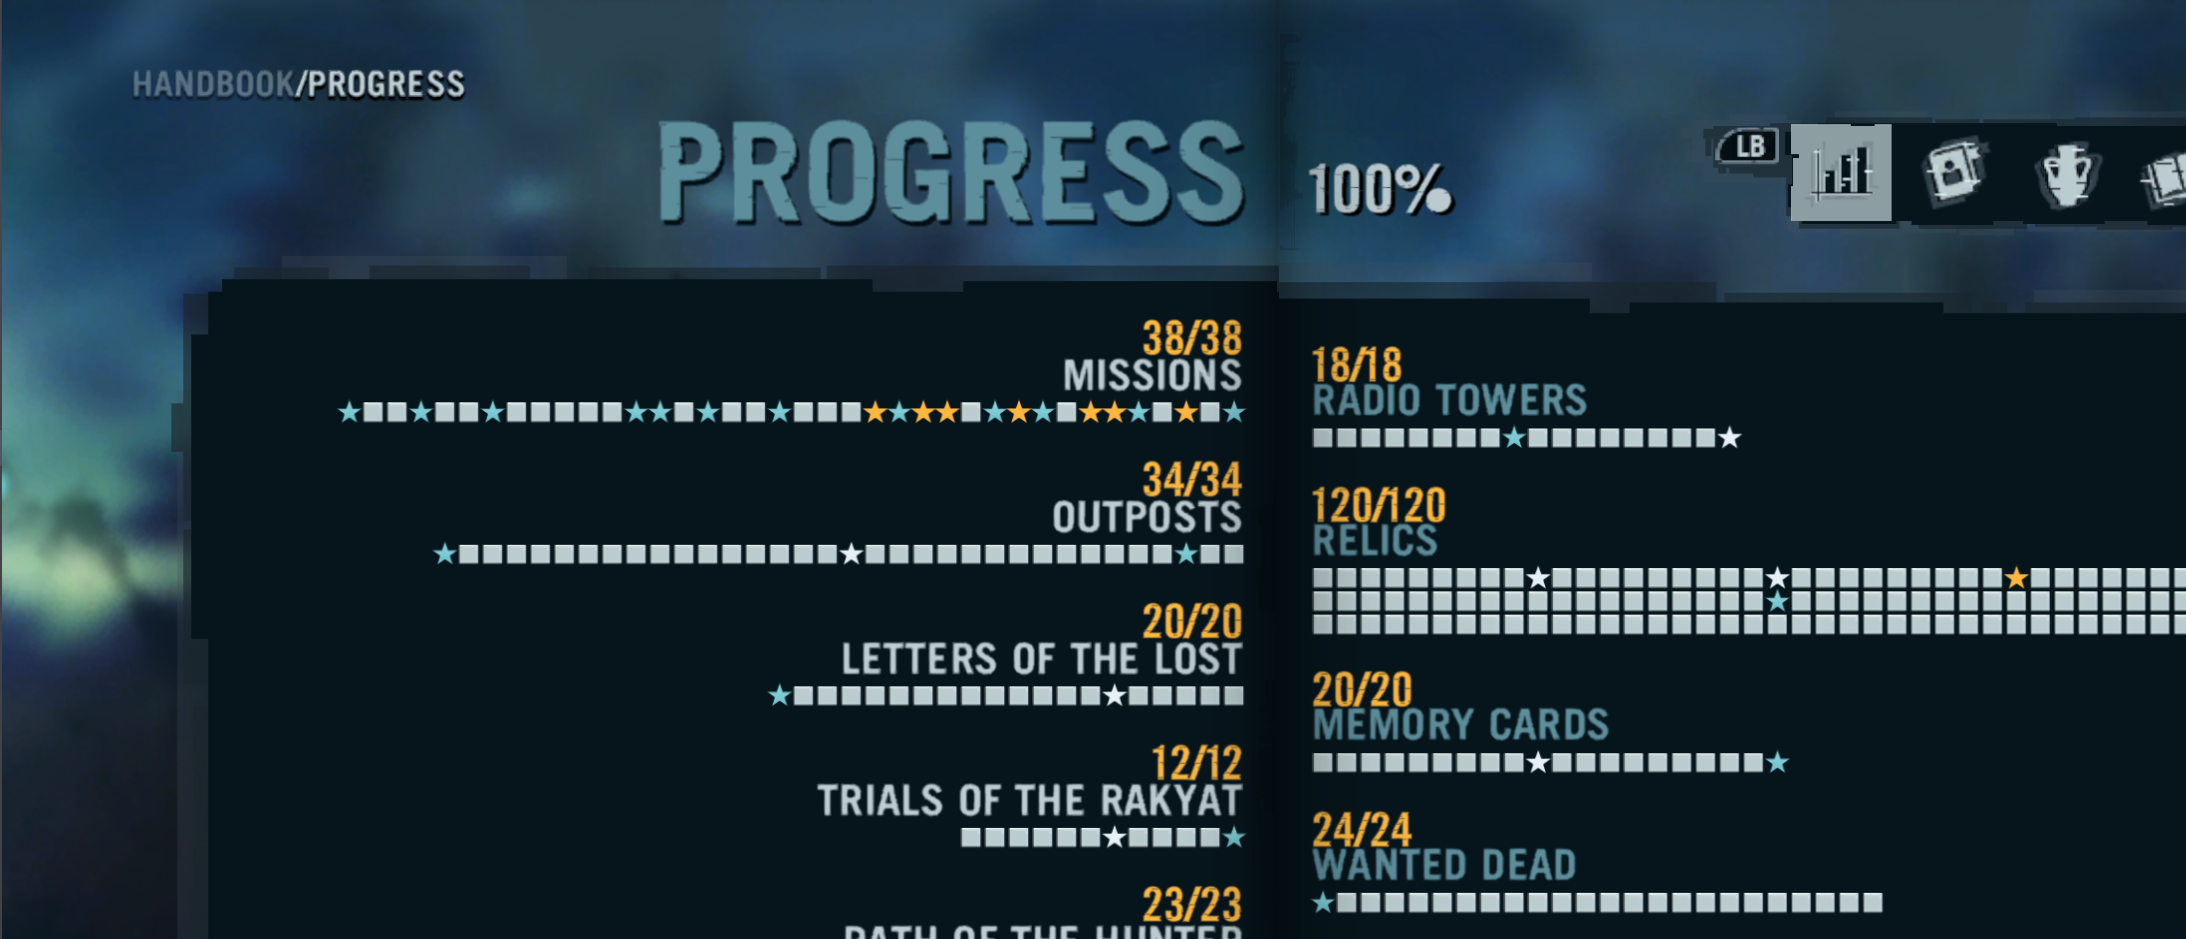 HANDBOOK/PROGRESS
PROGRESS
100%
LB
38/38
MISSIONS
34/34
OUTPOSTS
20/20
LETTERS OF THE LOST
12/12
TRIALS OF THE RAKYAT
23/23
PATH OF THE HUNTER
18/18
RADIO TOWERS
120/120
RELICS
20/20
MEMORY CARDS
24/24
WANTED DEAD